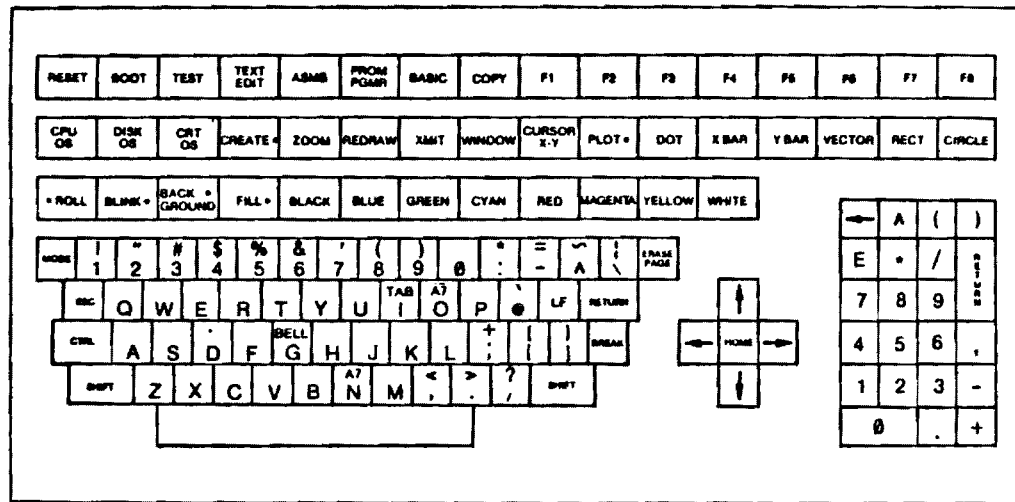 RESET BOOT TEST TEXT EDIT ASMB PROM PGMR BASIC COPY F1 F2 F3 F4 F5 F6 F7 F8
CPU OS DISK OS CRT OS CREATE • ZOOM REDRAW XMIT WINDOW CURSOR X-Y PLOT • DOT X BAR Y BAR VECTOR RECT CIRCLE
• ROLL BLINK • BACK • GROUND FILL • BLACK BLUE GREEN CYAN RED MAGENTA YELLOW WHITE
← A ( )
MODE ! 1 " 2 # 3 $ 4 % 5 & 6 ' 7 ( 8 ) 9 0 * : = - ~ ^ ¦ \ ERASE PAGE
E * / RETURN
ESC Q W E R T Y U TAB I A7 O P ` @ LF RETURN
7 8 9
CTRL A S D F BELL G H J K L + ; { [ } ] BREAK
← ↑ HOME ↓ →
4 5 6 ,
SHIFT Z X C V B A7 N M < , > . ? / SHIFT
1 2 3 -
0 . +